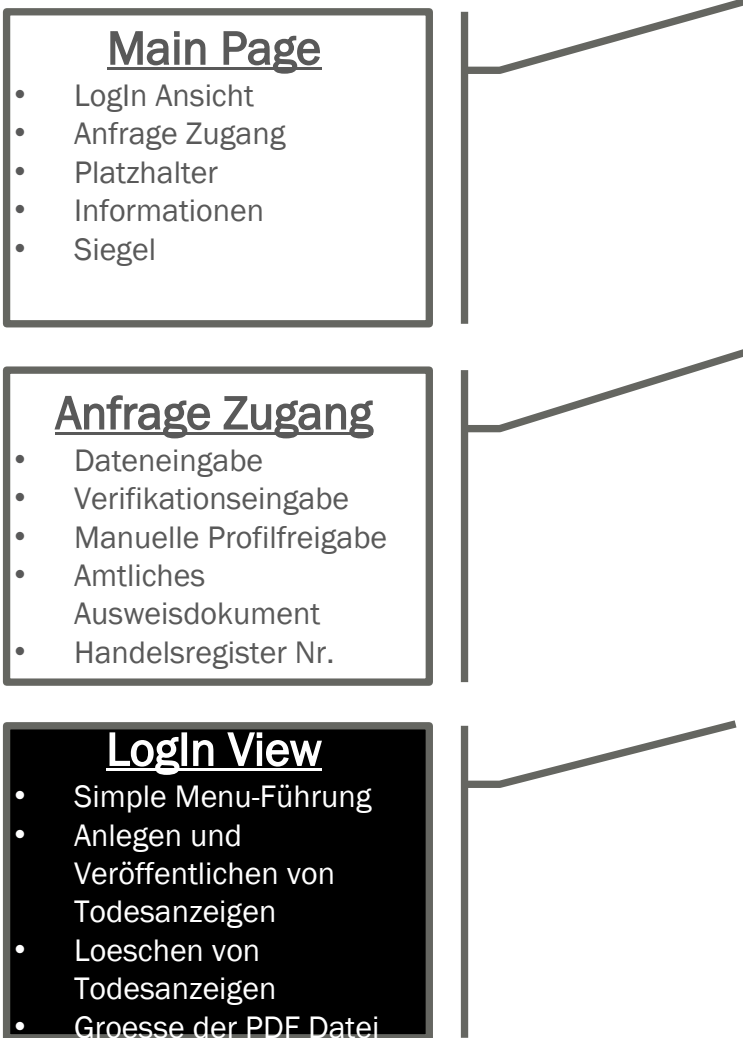 Main Page
• LogIn Ansicht
• Anfrage Zugang
• Platzhalter
• Informationen
• Siegel
Anfrage Zugang
• Dateneingabe
• Verifikationseingabe
• Manuelle Profilfreigabe
• Amtliches
Ausweisdokument
• Handelsregister Nr.
LogIn View
• Simple Menu-Führung
• Anlegen und
Veröffentlichen von
Todesanzeigen
• Loeschen von
Todesanzeigen
• Groesse der PDF Datei